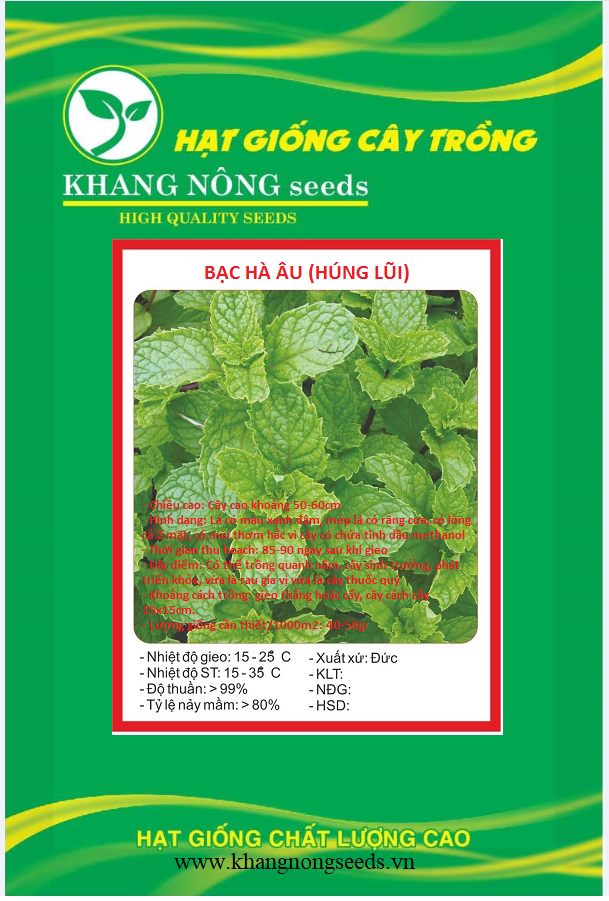 HẠT GIỐNG CÂY TRỒNG
KHANG NÔNG seeds
HIGH QUALITY SEEDS
BẠC HÀ ÂU (HÚNG LŨI)
- Chiều cao: Cây cao khoảng 50-60cm
- Hình dạng: Lá có màu xanh đậm, mép lá có răng cưa, có lông
cả 2 mặt, có mùi thơm hắc vì cây có chứa tinh dầu methanol
- Thời gian thu hoạch: 85-90 ngày sau khi gieo
- Đặc điểm: Có thể trồng quanh năm, cây sinh trưởng, phát
triển khỏe, vừa là rau gia vị vừa là cây thuốc quý
- Khoảng cách trồng: gieo thẳng hoặc cấy, cây cách cây
15x15cm.
- Lượng giống cần thiết/1000m2: 40-50gr
- Nhiệt độ gieo: 15 - 25° C
- Nhiệt độ ST: 15 - 35° C
- Độ thuần: > 99%
- Tỷ lệ nảy mầm: > 80%
- Xuất xứ: Đức
- KLT:
- NĐG:
- HSD:
HẠT GIỐNG CHẤT LƯỢNG CAO
www.khangnongseeds.vn